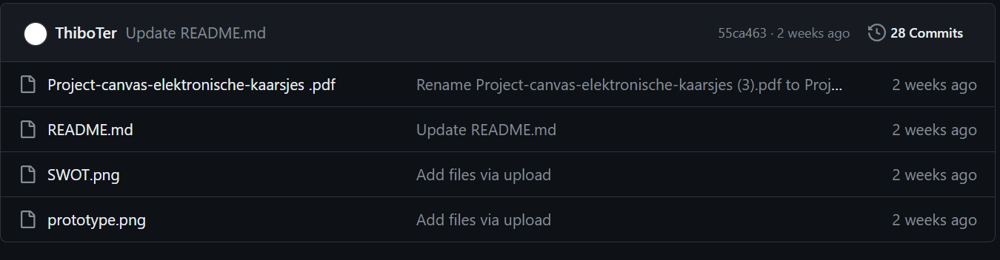 ThiboTer Update README.md 55ca463 · 2 weeks ago 28 Commits
Project-canvas-elektronische-kaarsjes .pdf Rename Project-canvas-elektronische-kaarsjes (3).pdf to Proj... 2 weeks ago
README.md Update README.md 2 weeks ago
SWOT.png Add files via upload 2 weeks ago
prototype.png Add files via upload 2 weeks ago